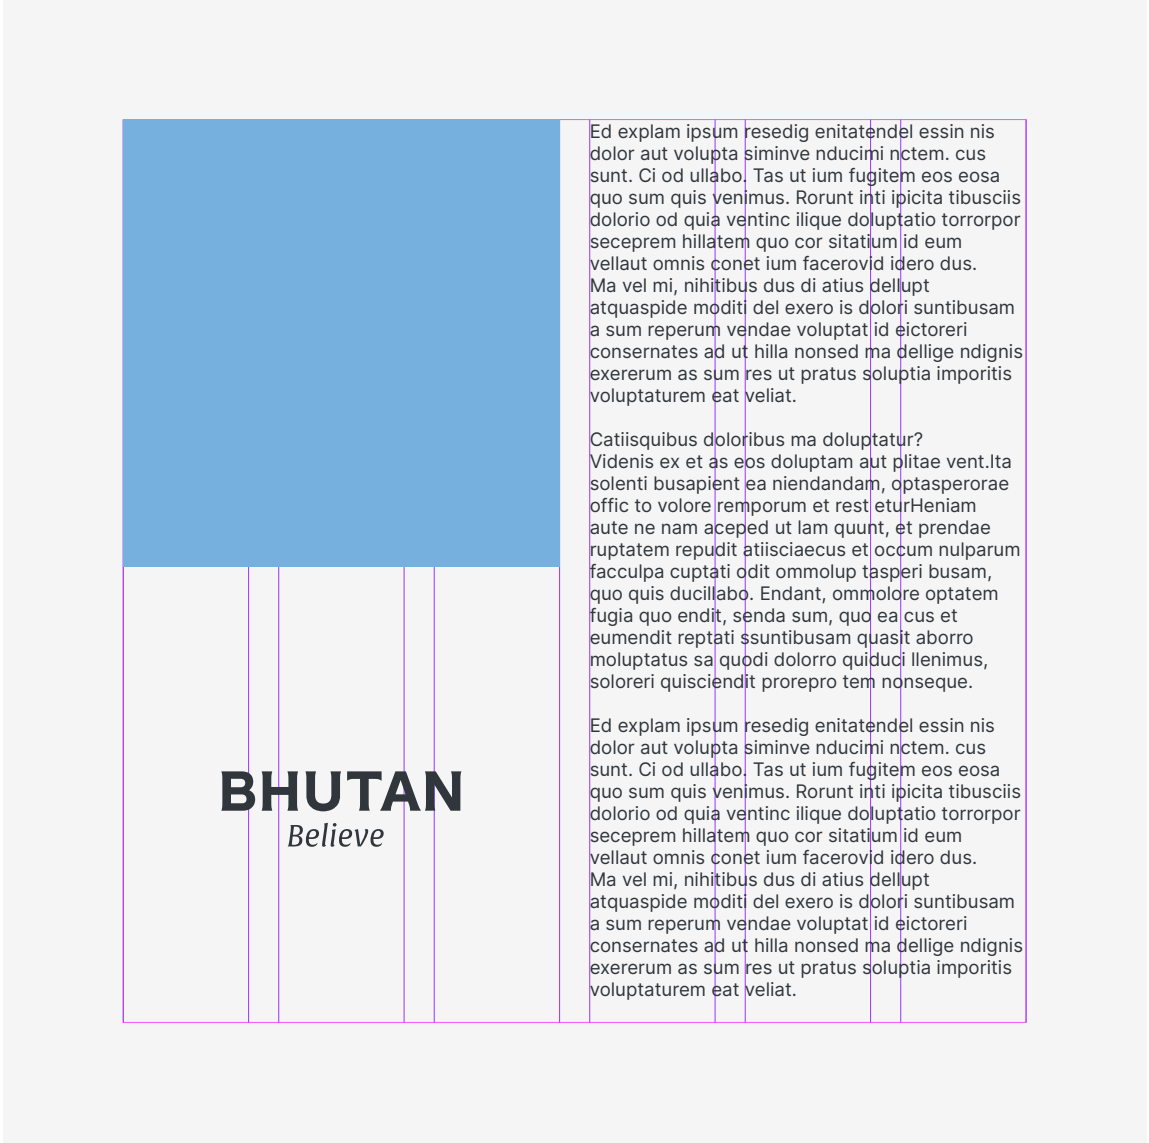 BHUTAN
Believe
Ed explam ipsum resedig enitatendel essin nis
dolor aut volupta siminve nducimi nctem. cus
sunt. Ci od ullabo. Tas ut ium fugitem eos eosa
quo sum quis venimus. Rorunt inti ipicita tibusciis
dolorio od quia ventinc ilique doluptatio torrorpor
seceprem hillatem quo cor sitatium id eum
vellaut omnis conet ium facerovid idero dus.
Ma vel mi, nihitibus dus di atius dellupt
atquaspide moditi del exero is dolori suntibusam
a sum reperum vendae voluptat id eictoreri
consernates ad ut hilla nonsed ma dellige ndignis
exererum as sum res ut pratus soluptia imporitis
voluptaturem eat veliat.
Catiisquibus doloribus ma doluptatur?
Videnis ex et as eos doluptam aut plitae vent.Ita
solenti busapient ea niendandam, optasperorae
offic to volore remporum et rest eturHeniam
aute ne nam aceped ut lam quunt, et prendae
ruptatem repudit atiisciaecus et occum nulparum
facculpa cuptati odit ommolup tasperi busam,
quo quis ducillabo. Endant, ommolore optatem
fugia quo endit, senda sum, quo ea cus et
eumendit reptati ssuntibusam quasit aborro
moluptatus sa quodi dolorro quiduci llenimus,
soloreri quisciendit prorepro tem nonseque.
Ed explam ipsum resedig enitatendel essin nis
dolor aut volupta siminve nducimi nctem. cus
sunt. Ci od ullabo. Tas ut ium fugitem eos eosa
quo sum quis venimus. Rorunt inti ipicita tibusciis
dolorio od quia ventinc ilique doluptatio torrorpor
seceprem hillatem quo cor sitatium id eum
vellaut omnis conet ium facerovid idero dus.
Ma vel mi, nihitibus dus di atius dellupt
atquaspide moditi del exero is dolori suntibusam
a sum reperum vendae voluptat id eictoreri
consernates ad ut hilla nonsed ma dellige ndignis
exererum as sum res ut pratus soluptia imporitis
voluptaturem eat veliat.